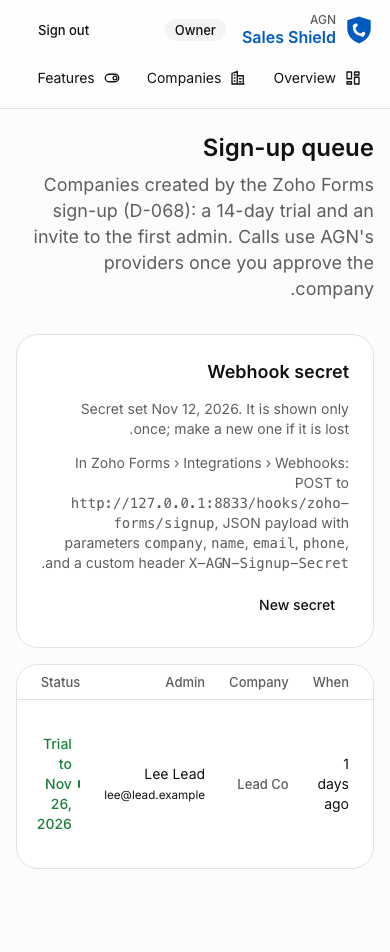 AGN
Sales Shield
Owner
Sign out
Overview
Companies
Features
Sign-up queue
Companies created by the Zoho Forms
sign-up (D-068): a 14-day trial and an
invite to the first admin. Calls use AGN's
providers once you approve the
.company
Webhook secret
Secret set Nov 12, 2026. It is shown only
.once; make a new one if it is lost
In Zoho Forms › Integrations › Webhooks:
POST to
http://127.0.0.1:8833/hooks/zoho-
forms/signup, JSON payload with
parameters company, name, email, phone,
.and a custom header X-AGN-Signup-Secret
New secret
When
Company
Admin
Status
1
days
ago
Lead Co
Lee Lead
lee@lead.example
Trial
to
Nov
26,
2026